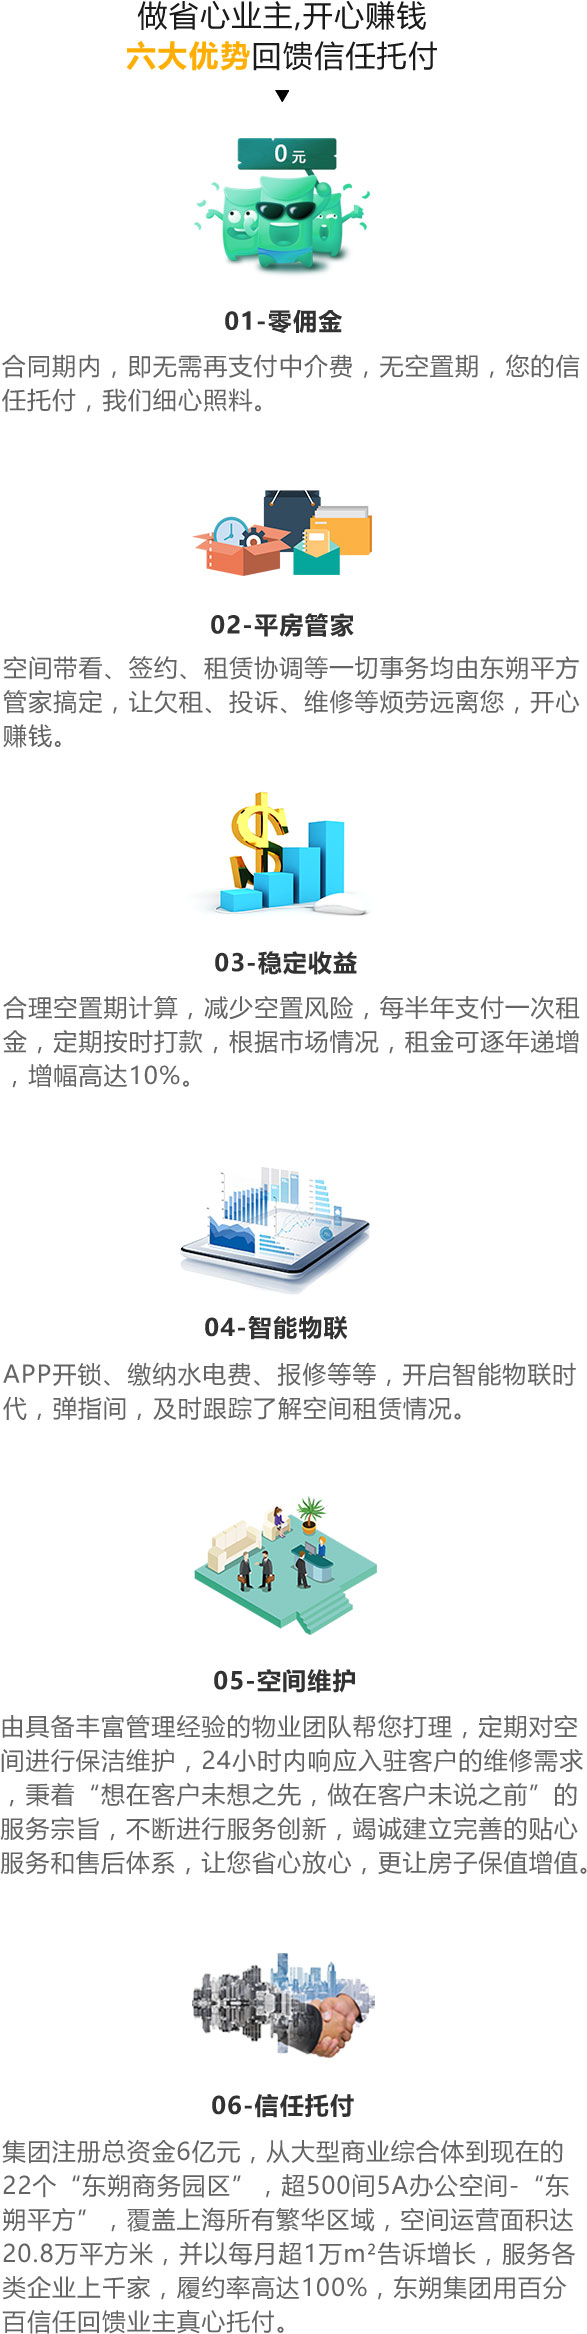 做省心业主,开心赚钱
六大优势回馈信任托付
0元
01-零佣金
合同期内，即无需再支付中介费，无空置期，您的信
任托付，我们细心照料。
02-平房管家
空间带看、签约、租赁协调等一切事务均由东朔平方
管家搞定，让欠租、投诉、维修等烦劳远离您，开心
赚钱。
03-稳定收益
合理空置期计算，减少空置风险，每半年支付一次租
金，定期按时打款，根据市场情况，租金可逐年递增
，增幅高达10%。
04-智能物联
APP开锁、缴纳水电费、报修等等，开启智能物联时
代，弹指间，及时跟踪了解空间租赁情况。
05-空间维护
由具备丰富管理经验的物业团队帮您打理，定期对空
间进行保洁维护，24小时内响应入驻客户的维修需求
，秉着“想在客户未想之先，做在客户未说之前”的
服务宗旨，不断进行服务创新，竭诚建立完善的贴心
服务和售后体系，让您省心放心，更让房子保值增值。
06-信任托付
集团注册总资金6亿元，从大型商业综合体到现在的
22个“东朔商务园区”，超500间5A办公空间-“东
朔平方”，覆盖上海所有繁华区域，空间运营面积达
20.8万平方米，并以每月超1万m²告诉增长，服务各
类企业上千家，履约率高达100%，东朔集团用百分
百信任回馈业主真心托付。